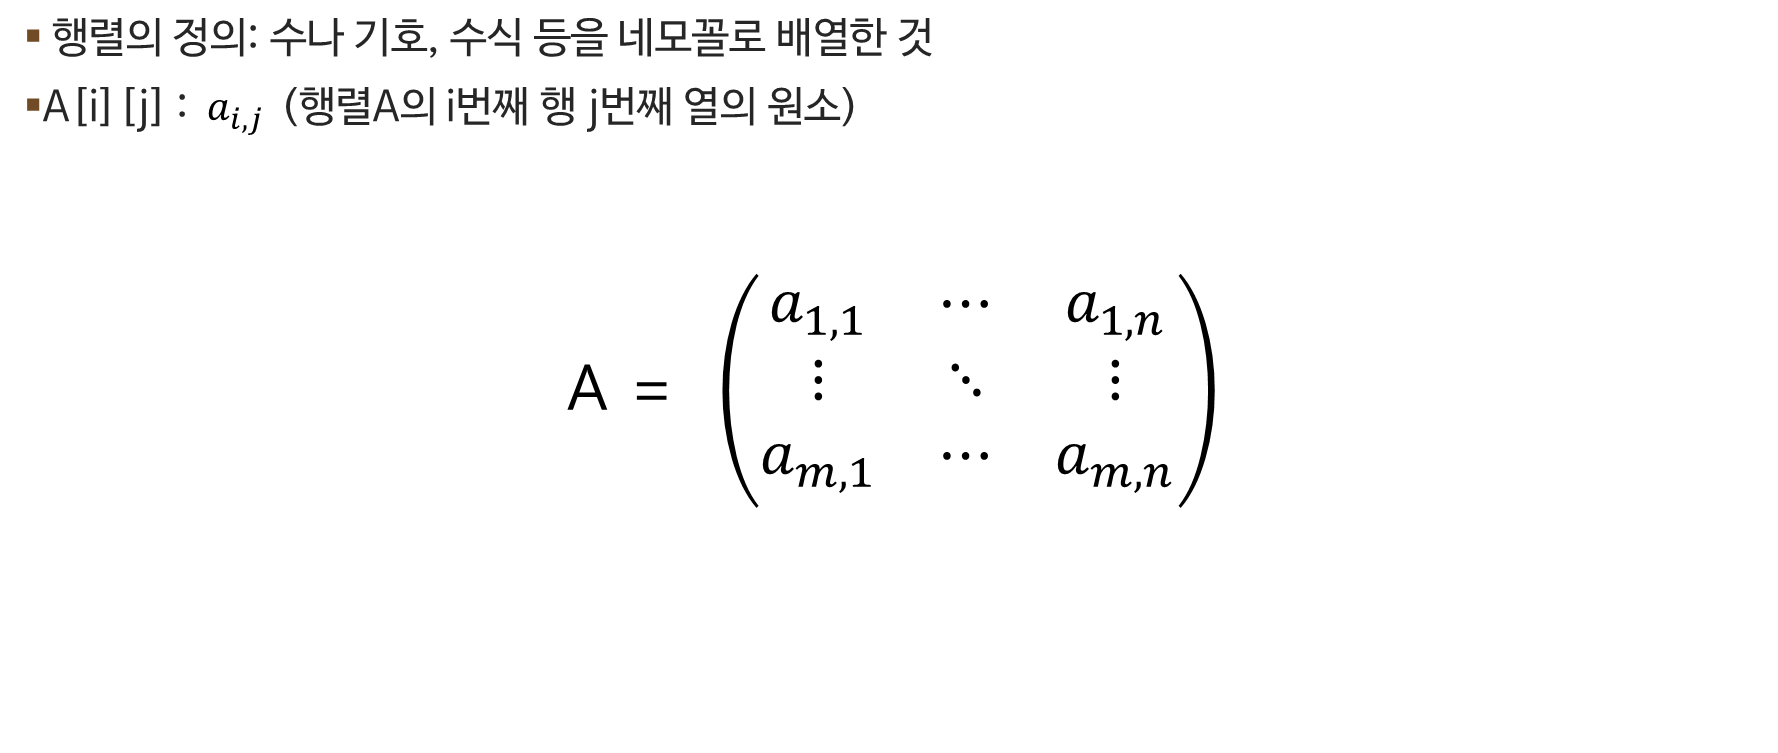 ▪ 행렬의 정의: 수나 기호, 수식 등을 네모꼴로 배열한 것
▪A [i] [j] : a_{i,j} (행렬A의 i번째 행 j번째 열의 원소)
a_{1,1} ⋯ a_{1,n}
A = ⋮ ⋱ ⋮
a_{m,1} ⋯ a_{m,n}